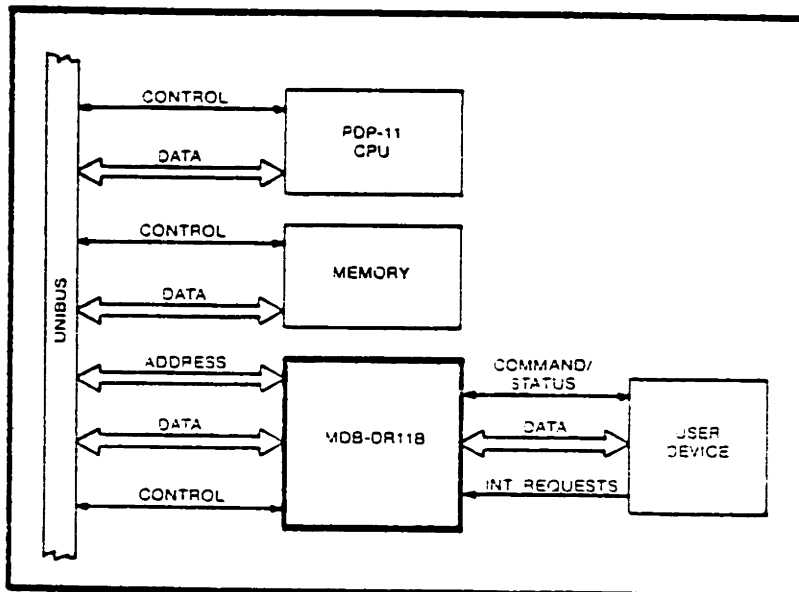 CONTROL
PDP-11
CPU
DATA
CONTROL
MEMORY
DATA
UNIBUS
ADDRESS
COMMAND/
STATUS
DATA
MDB-DR11B
DATA
USER
DEVICE
CONTROL
INT. REQUESTS